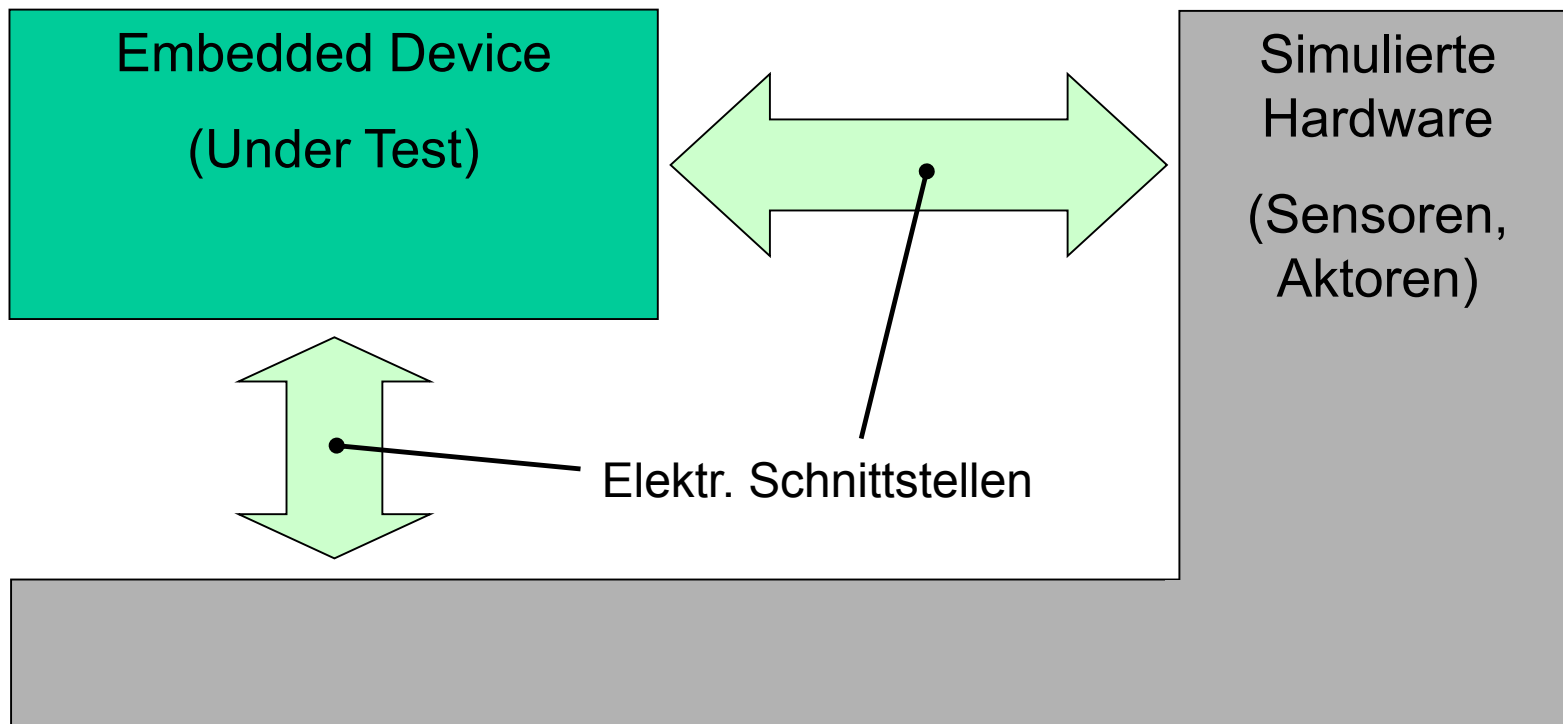 Embedded Device
(Under Test)
Simulierte
Hardware
(Sensoren,
Aktoren)
Elektr. Schnittstellen